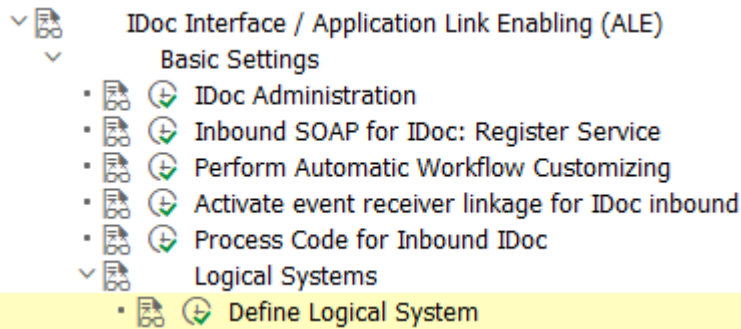 IDoc Interface / Application Link Enabling (ALE)
Basic Settings
IDoc Administration
Inbound SOAP for IDoc: Register Service
Perform Automatic Workflow Customizing
Activate event receiver linkage for IDoc inbound
Process Code for Inbound IDoc
Logical Systems
Define Logical System